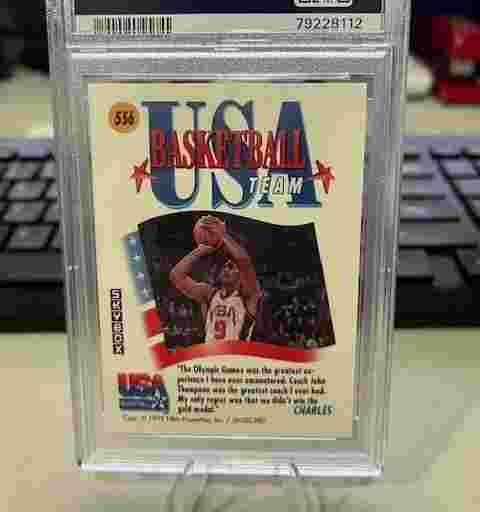 79228112
556
USA
BASKETBALL
TEAM
9
SKYBOX
USA
"The Olympic Games was the greatest ex-
perience I have ever encountered. Coach John
Thompson was the greatest coach I ever had.
My only regret was that we didn't win the
gold medal."
CHARLES